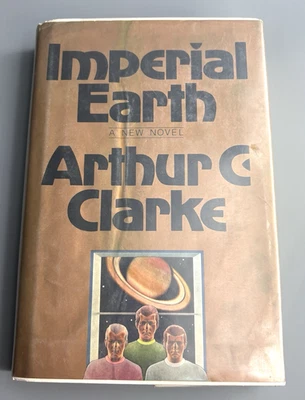 Imperial
Earth
A NEW NOVEL
Arthur C
Clarke